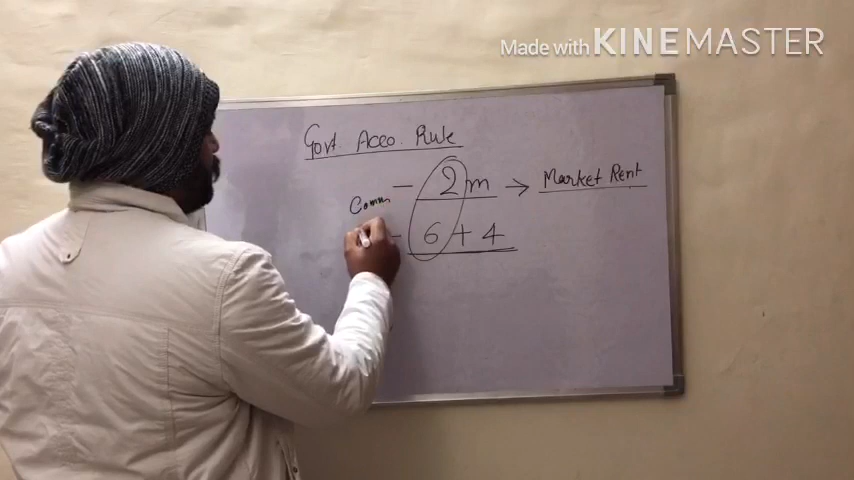 Made with KINEMASTER
Govt. Acco. Rule
- 2m → Market Rent
Comm
- 6 + 4